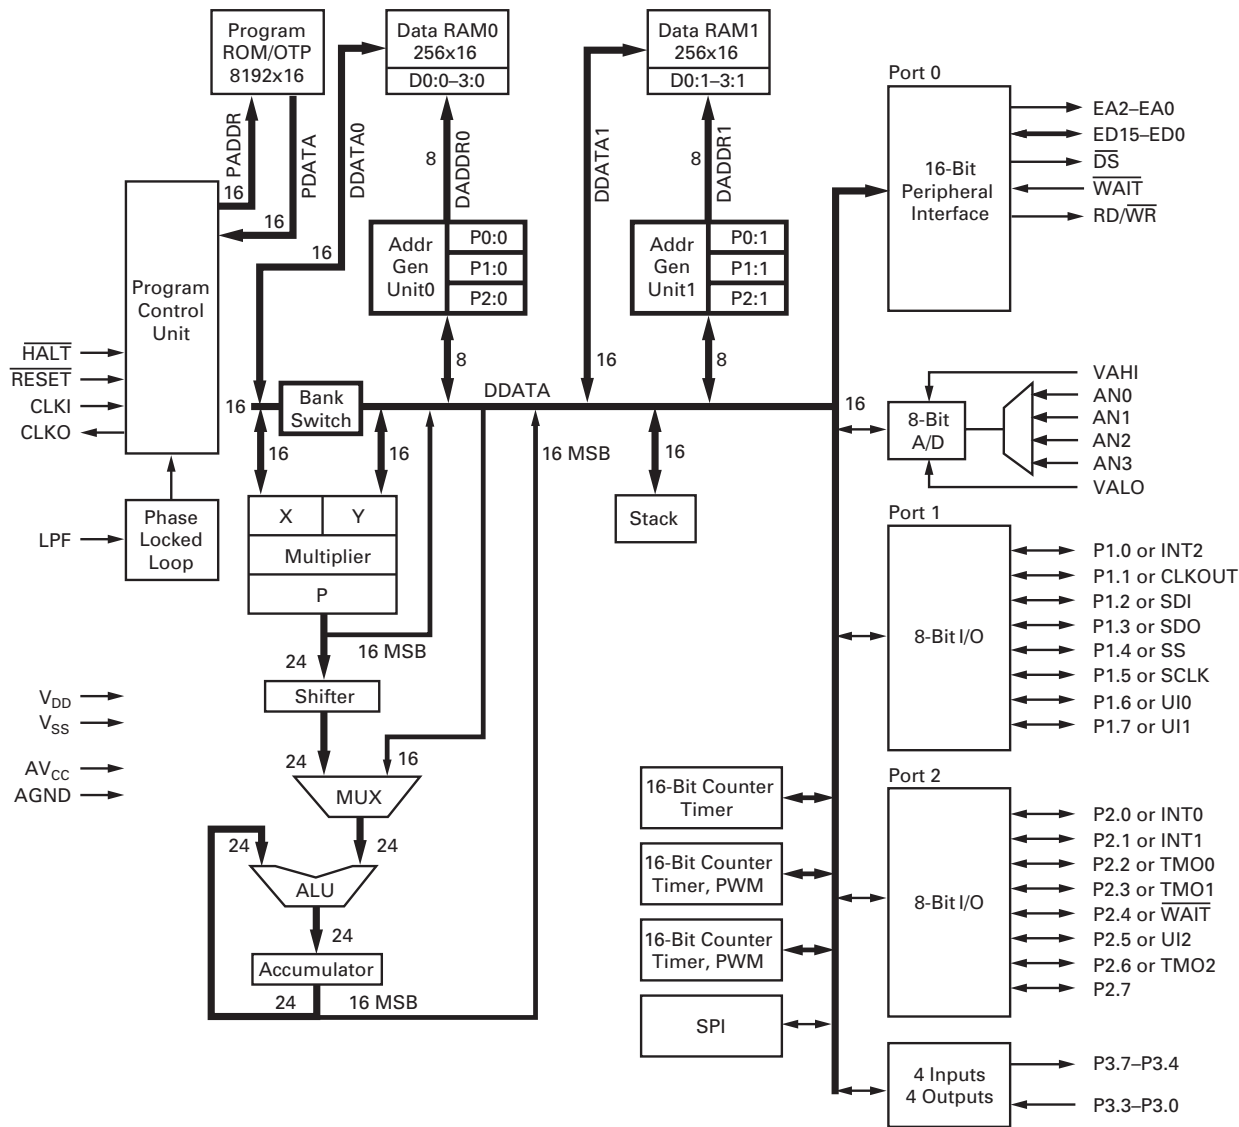 Program
ROM/OTP
8192x16
Data RAM0
256x16
D0:0–3:0
Data RAM1
256x16
D0:1–3:1
PADDR
PDATA
DDATA0
DADDR0
DDATA1
DADDR1
16
16
16
8
8
16
Program
Control
Unit
Addr
Gen
Unit0
P0:0
P1:0
P2:0
Addr
Gen
Unit1
P0:1
P1:1
P2:1
8
8
HALT
RESET
CLKI
CLKO
LPF
Phase
Locked
Loop
16
Bank
Switch
DDATA
16
16
16
16 MSB
16
Stack
X
Y
Multiplier
P
24
16 MSB
Shifter
24
16
MUX
24
24
ALU
24
Accumulator
24
16 MSB
V<sub>DD</sub>
V<sub>SS</sub>
AV<sub>CC</sub>
AGND
16-Bit Counter
Timer
16-Bit Counter
Timer, PWM
16-Bit Counter
Timer, PWM
SPI
Port 0
16-Bit
Peripheral
Interface
EA2–EA0
ED15–ED0
DS
WAIT
RD/WR
8-Bit
A/D
VAHI
AN0
AN1
AN2
AN3
VALO
Port 1
8-Bit I/O
P1.0 or INT2
P1.1 or CLKOUT
P1.2 or SDI
P1.3 or SDO
P1.4 or SS
P1.5 or SCLK
P1.6 or UI0
P1.7 or UI1
Port 2
8-Bit I/O
P2.0 or INT0
P2.1 or INT1
P2.2 or TMO0
P2.3 or TMO1
P2.4 or WAIT
P2.5 or UI2
P2.6 or TMO2
P2.7
4 Inputs
4 Outputs
P3.7–P3.4
P3.3–P3.0